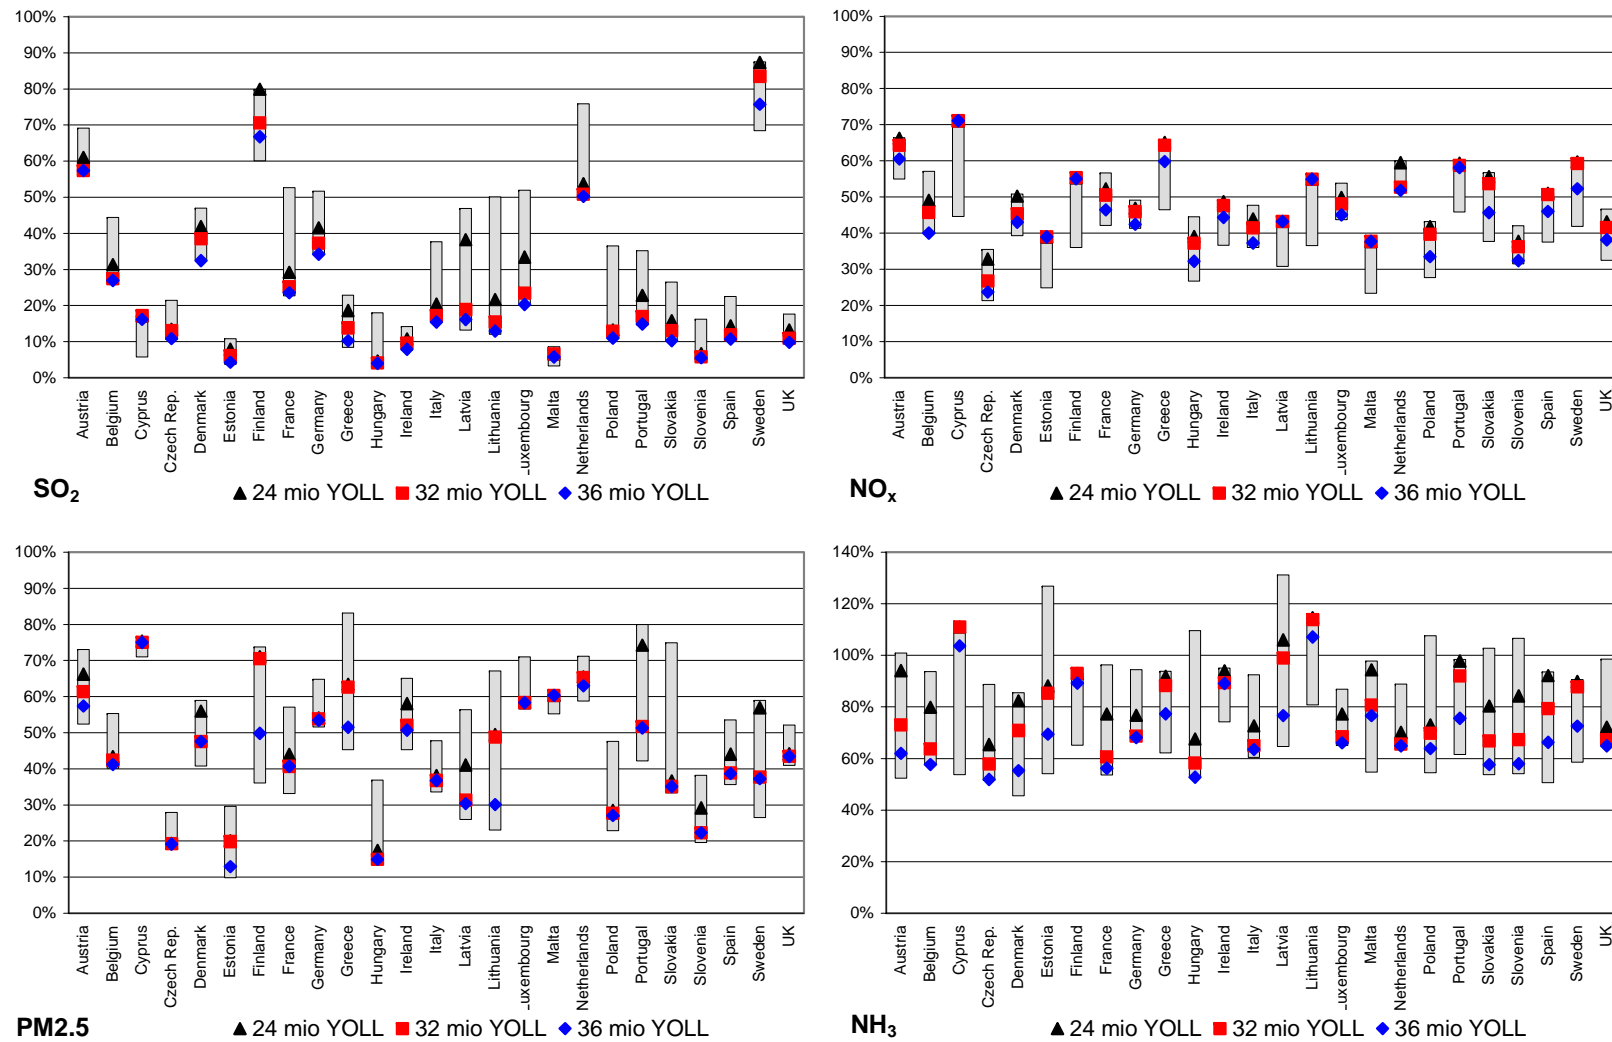 100%
90%
80%
70%
60%
50%
40%
30%
20%
10%
0%
Austria
Belgium
Cyprus
Czech Rep.
Denmark
Estonia
Finland
France
Germany
Greece
Hungary
Ireland
Italy
Latvia
Lithuania
Luxembourg
Malta
Netherlands
Poland
Portugal
Slovakia
Slovenia
Spain
Sweden
UK
SO2
24 mio YOLL 32 mio YOLL 36 mio YOLL
100%
90%
80%
70%
60%
50%
40%
30%
20%
10%
0%
Austria
Belgium
Cyprus
Czech Rep.
Denmark
Estonia
Finland
France
Germany
Greece
Hungary
Ireland
Italy
Latvia
Lithuania
Luxembourg
Malta
Netherlands
Poland
Portugal
Slovakia
Slovenia
Spain
Sweden
UK
NOx
24 mio YOLL 32 mio YOLL 36 mio YOLL
100%
90%
80%
70%
60%
50%
40%
30%
20%
10%
0%
Austria
Belgium
Cyprus
Czech Rep.
Denmark
Estonia
Finland
France
Germany
Greece
Hungary
Ireland
Italy
Latvia
Lithuania
Luxembourg
Malta
Netherlands
Poland
Portugal
Slovakia
Slovenia
Spain
Sweden
UK
PM2.5
24 mio YOLL 32 mio YOLL 36 mio YOLL
140%
120%
100%
80%
60%
40%
20%
0%
Austria
Belgium
Cyprus
Czech Rep.
Denmark
Estonia
Finland
France
Germany
Greece
Hungary
Ireland
Italy
Latvia
Lithuania
Luxembourg
Malta
Netherlands
Poland
Portugal
Slovakia
Slovenia
Spain
Sweden
UK
NH3
24 mio YOLL 32 mio YOLL 36 mio YOLL